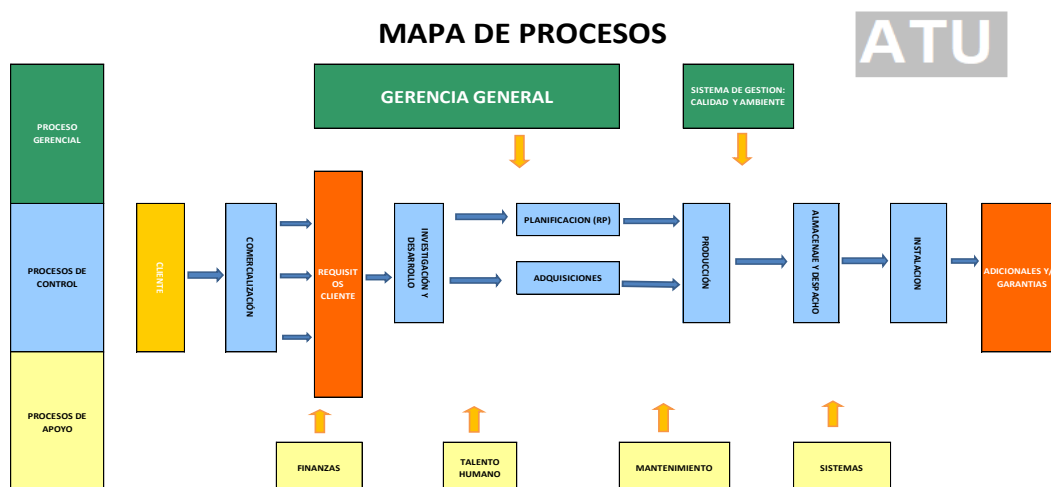 MAPA DE PROCESOS
ATU
PROCESO
GERENCIAL
GERENCIA GENERAL
SISTEMA DE GESTION:
CALIDAD Y AMBIENTE
PROCESOS DE
CONTROL
CLIENTE
COMERCIALIZACIÓN
REQUISIT
OS
CLIENTE
INVESTIGACIÓN Y
DESARROLLO
PLANIFICACION (RP)
ADQUISICIONES
PRODUCCIÓN
ALMACENAJE Y DESPACHO
INSTALACION
ADICIONALES Y/
GARANTIAS
PROCESOS DE
APOYO
FINANZAS
TALENTO
HUMANO
MANTENIMIENTO
SISTEMAS